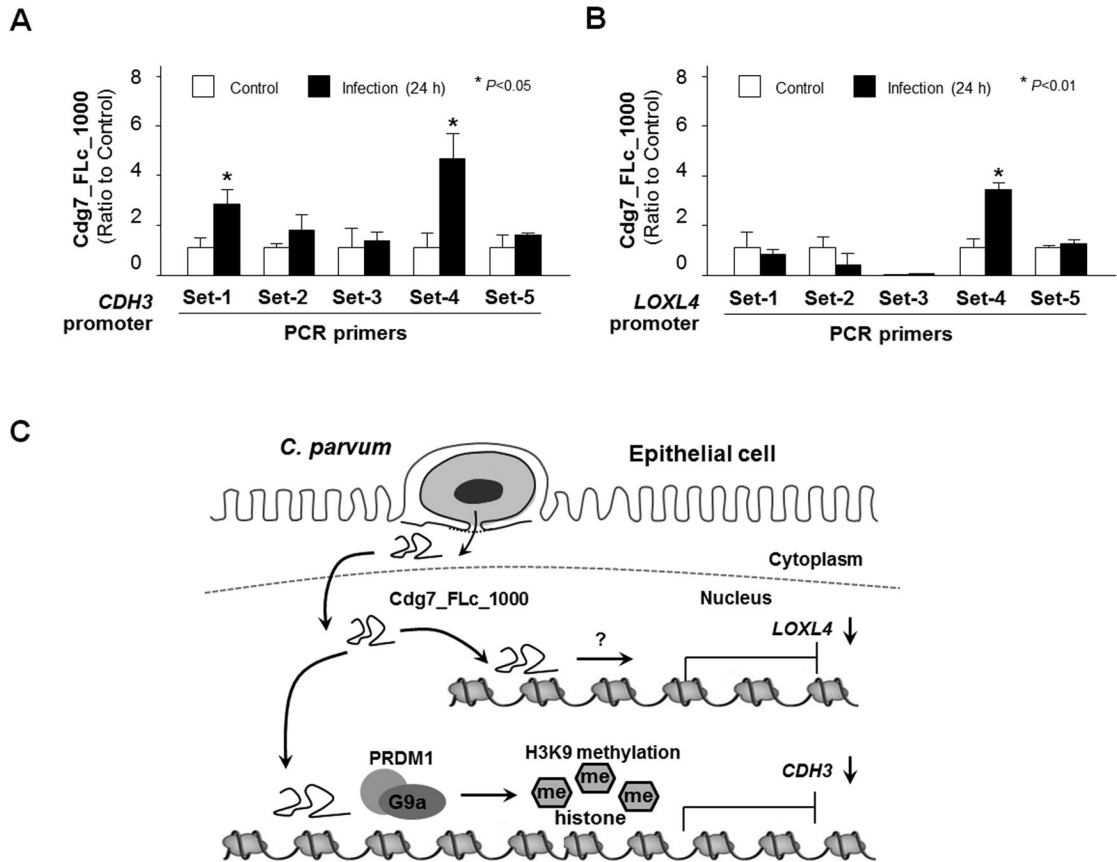 A
Cdg7_FLc_1000
(Ratio to Control)
8
6
4
2
0
Control
Infection (24 h)
* P<0.05
*
*
CDH3
promoter
Set-1 Set-2 Set-3 Set-4 Set-5
PCR primers
B
Cdg7_FLc_1000
(Ratio to Control)
8
6
4
2
0
Control
Infection (24 h)
* P<0.01
*
LOXL4
promoter
Set-1 Set-2 Set-3 Set-4 Set-5
PCR primers
C
C. parvum
Epithelial cell
Cytoplasm
Cdg7_FLc_1000
Nucleus
LOXL4
?
PRDM1
G9a
H3K9 methylation
me me me
histone
CDH3